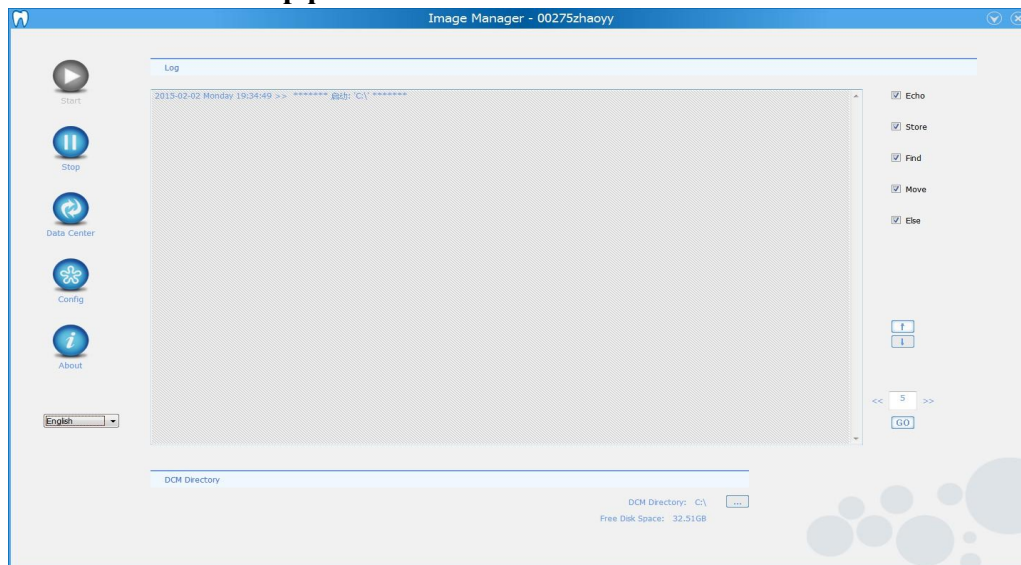 Image Manager - 00275zhaoyy
Start
Stop
Data Center
Config
About
English
Log
2015-02-02 Monday 19:34:49 >> ******* 启动: 'C:\' *******
Echo
Store
Find
Move
Else
<< 5 >>
GO
DCM Directory
DCM Directory: C:\ ...
Free Disk Space: 32.51GB